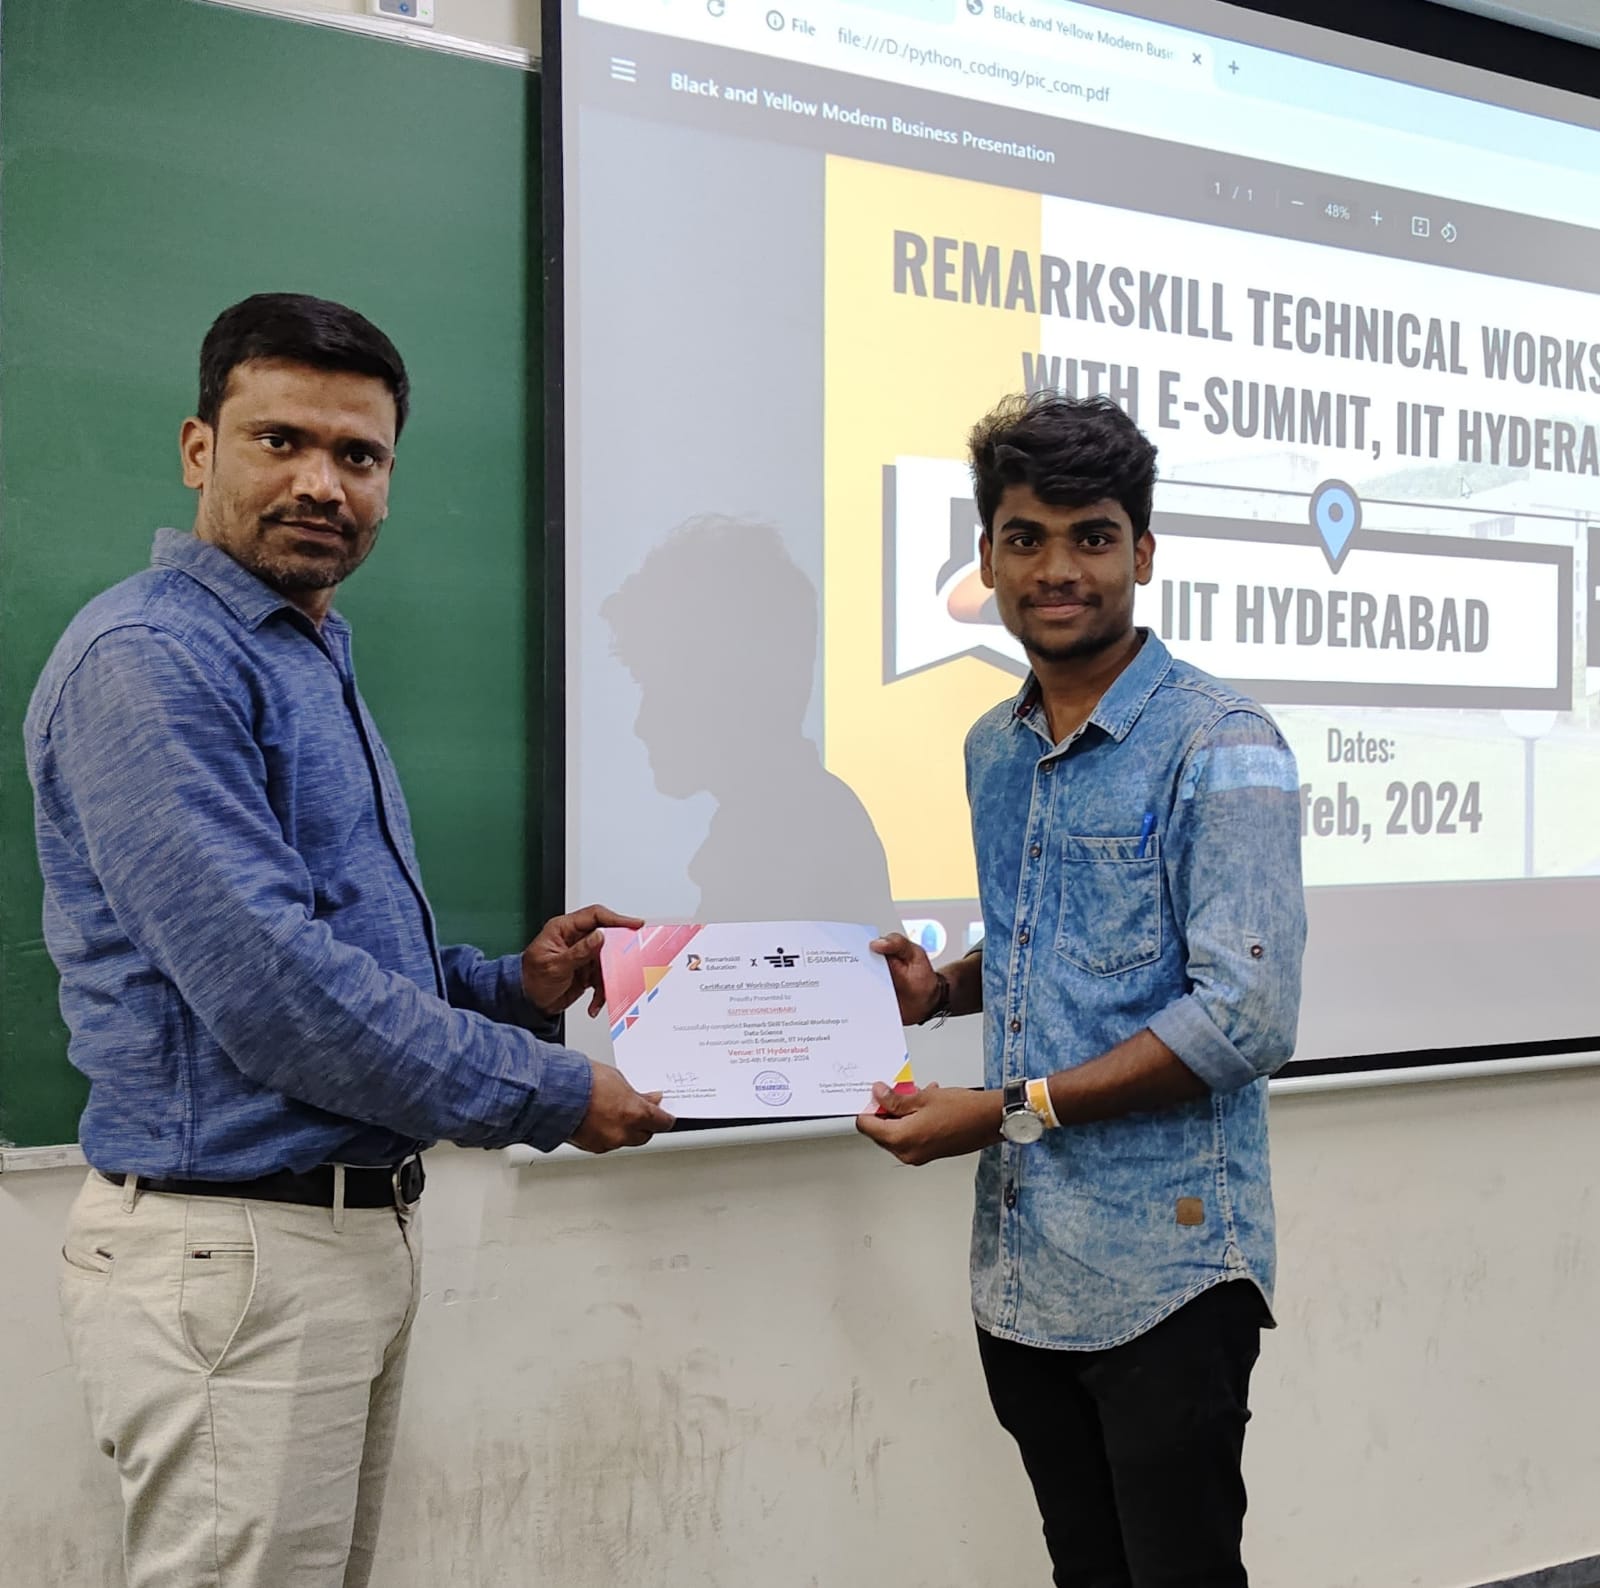 Black and Yellow Modern Busi
File file:///D:/python_coding/pic_com.pdf
Black and Yellow Modern Business Presentation
1 / 1
48%
REMARKSKILL TECHNICAL WORKS
WITH E-SUMMIT, IIT HYDERA
IIT HYDERABAD
Dates:
feb, 2024
Remarkskill
Education
X
E-SUMMIT'24
Certificate of Workshop Completion
Proudly Presented to
Successfully completed Remark Skill Technical Workshop on
Data Science
in Association with E-Summit, IIT Hyderabad
Venue: IIT Hyderabad
on 3rd-4th February, 2024
REMARKSKILL